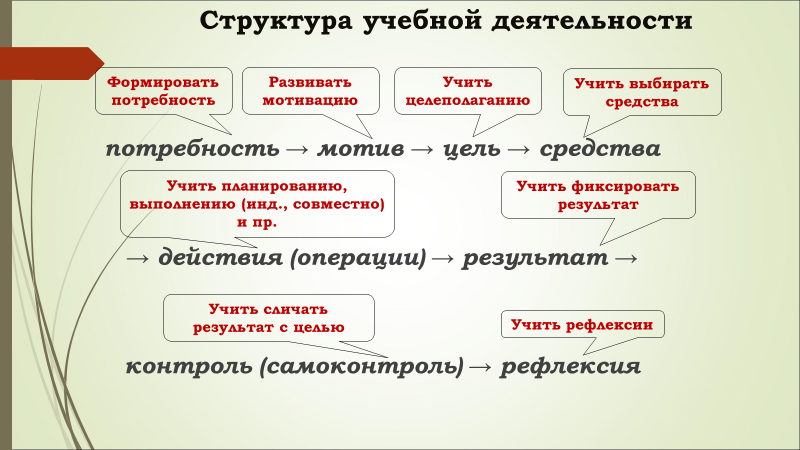 Структура учебной деятельности
Формировать
потребность
Развивать
мотивацию
Учить
целеполаганию
Учить выбирать
средства
потребность → мотив → цель → средства
Учить планированию,
выполнению (инд., совместно)
и пр.
Учить фиксировать
результат
→ действия (операции) → результат →
Учить сличать
результат с целью
Учить рефлексии
контроль (самоконтроль) → рефлексия